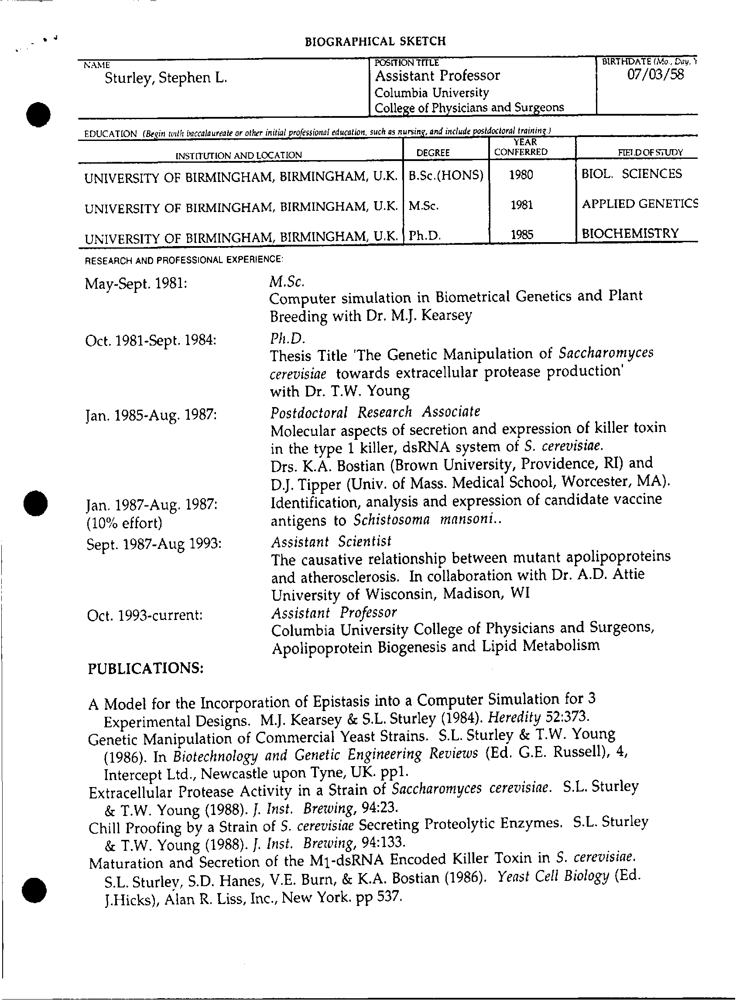 BIOGRAPHICAL SKETCH
NAME
Sturley, Stephen L.
POSITION TITLE
Assistant Professor
Columbia University
College of Physicians and Surgeons
BIRTHDATE (Mo., Day, Y
07/03/58
EDUCATION (Begin with baccalaureate or other initial professional education, such as nursing, and include postdoctoral training.)
INSTITUTION AND LOCATION DEGREE YEAR CONFERRED FIELD OF STUDY
UNIVERSITY OF BIRMINGHAM, BIRMINGHAM, U.K. B.Sc.(HONS) 1980 BIOL. SCIENCES
UNIVERSITY OF BIRMINGHAM, BIRMINGHAM, U.K. M.Sc. 1981 APPLIED GENETICS
UNIVERSITY OF BIRMINGHAM, BIRMINGHAM, U.K. Ph.D. 1985 BIOCHEMISTRY
RESEARCH AND PROFESSIONAL EXPERIENCE:
May-Sept. 1981: M.Sc.
Computer simulation in Biometrical Genetics and Plant
Breeding with Dr. M.J. Kearsey
Oct. 1981-Sept. 1984: Ph.D.
Thesis Title 'The Genetic Manipulation of Saccharomyces
cerevisiae towards extracellular protease production'
with Dr. T.W. Young
Jan. 1985-Aug. 1987: Postdoctoral Research Associate
Molecular aspects of secretion and expression of killer toxin
in the type 1 killer, dsRNA system of S. cerevisiae.
Drs. K.A. Bostian (Brown University, Providence, RI) and
D.J. Tipper (Univ. of Mass. Medical School, Worcester, MA).
Jan. 1987-Aug. 1987: Identification, analysis and expression of candidate vaccine
(10% effort) antigens to Schistosoma mansoni..
Sept. 1987-Aug 1993: Assistant Scientist
The causative relationship between mutant apolipoproteins
and atherosclerosis. In collaboration with Dr. A.D. Attie
University of Wisconsin, Madison, WI
Oct. 1993-current: Assistant Professor
Columbia University College of Physicians and Surgeons,
Apolipoprotein Biogenesis and Lipid Metabolism
PUBLICATIONS:
A Model for the Incorporation of Epistasis into a Computer Simulation for 3
Experimental Designs. M.J. Kearsey & S.L. Sturley (1984). Heredity 52:373.
Genetic Manipulation of Commercial Yeast Strains. S.L. Sturley & T.W. Young
(1986). In Biotechnology and Genetic Engineering Reviews (Ed. G.E. Russell), 4,
Intercept Ltd., Newcastle upon Tyne, UK. pp1.
Extracellular Protease Activity in a Strain of Saccharomyces cerevisiae. S.L. Sturley
& T.W. Young (1988). J. Inst. Brewing, 94:23.
Chill Proofing by a Strain of S. cerevisiae Secreting Proteolytic Enzymes. S.L. Sturley
& T.W. Young (1988). J. Inst. Brewing, 94:133.
Maturation and Secretion of the M1-dsRNA Encoded Killer Toxin in S. cerevisiae.
S.L. Sturley, S.D. Hanes, V.E. Burn, & K.A. Bostian (1986). Yeast Cell Biology (Ed.
J.Hicks), Alan R. Liss, Inc., New York. pp 537.